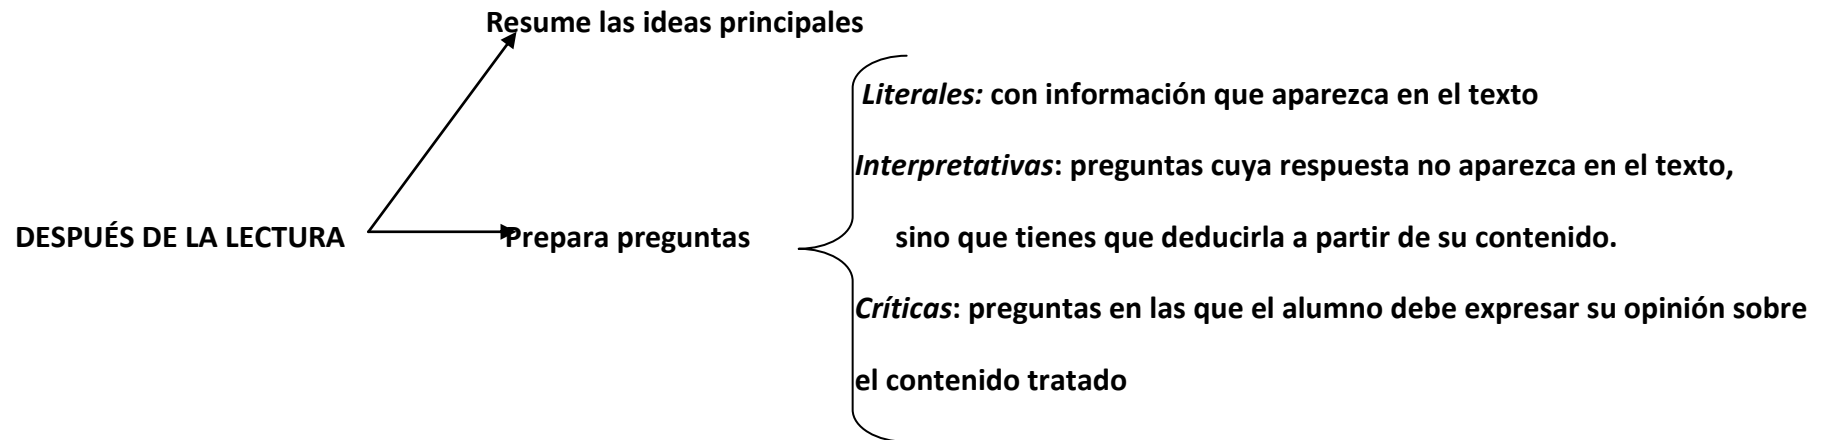 Resume las ideas principales
Literales: con información que aparezca en el texto
Interpretativas: preguntas cuya respuesta no aparezca en el texto,
DESPUÉS DE LA LECTURA Prepara preguntas sino que tienes que deducirla a partir de su contenido.
Críticas: preguntas en las que el alumno debe expresar su opinión sobre
el contenido tratado